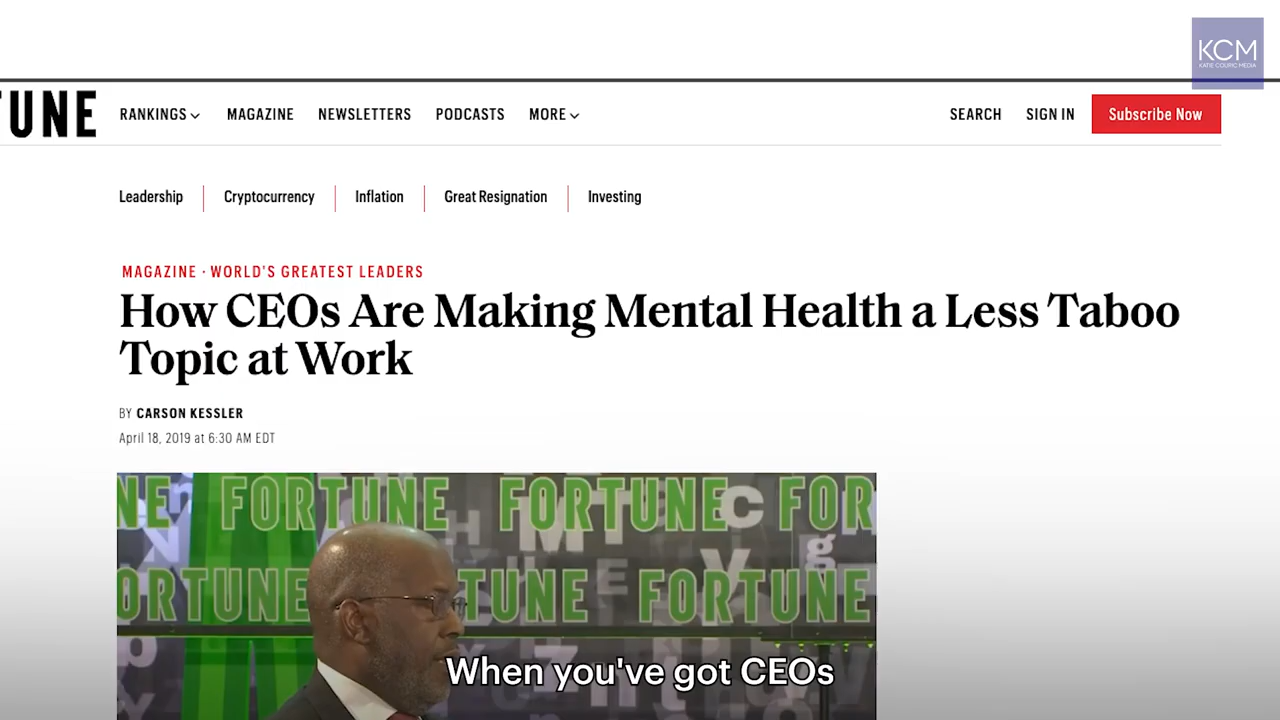 KCM
KATIE COURIC MEDIA
TUNE
RANKINGS MAGAZINE NEWSLETTERS PODCASTS MORE SEARCH SIGN IN Subscribe Now
Leadership Cryptocurrency Inflation Great Resignation Investing
MAGAZINE · WORLD'S GREATEST LEADERS
How CEOs Are Making Mental Health a Less Taboo
Topic at Work
BY CARSON KESSLER
April 18, 2019 at 6:30 AM EDT
NE FORTUNE FORTUNE FOR
ORTUNE TUNE FORTUNE
When you've got CEOs